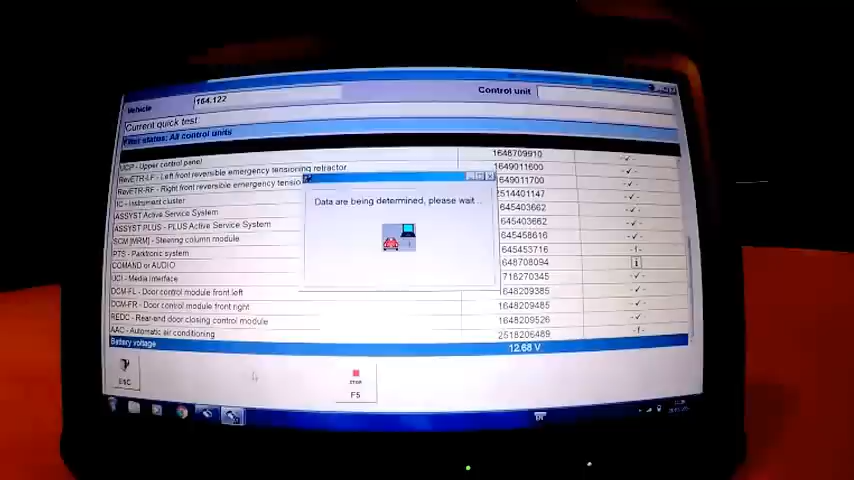 Vehicle 164.122 Control unit
Current quick test:
Filter status: All control units
UCP - Upper control panel 1648709910 -✓-
RevETR-LF - Left front reversible emergency tensioning retractor 1649011600 -✓-
RevETR-RF - Right front reversible emergency tensio 1649011700 -✓-
IC - Instrument cluster 2514401147 -✓-
ASSYST Active Service System 645403662 -✓-
ASSYST PLUS - PLUS Active Service System 645403662 -✓-
SCM [MRM] - Steering column module 645458616 -✓-
PTS - Parktronic system 645453716 -f-
COMAND or AUDIO 648708094 i
UCI - Media Interface 718270345 -✓-
DCM-FL - Door control module front left 1648209385 -✓-
DCM-FR - Door control module front right 1648209485 -✓-
REDC - Rear-end door closing control module 1648209526 -✓-
AAC - Automatic air conditioning 2518206489 -f-
Battery voltage 12.68 V
Data are being determined, please wait...
ESC
STOP
F5